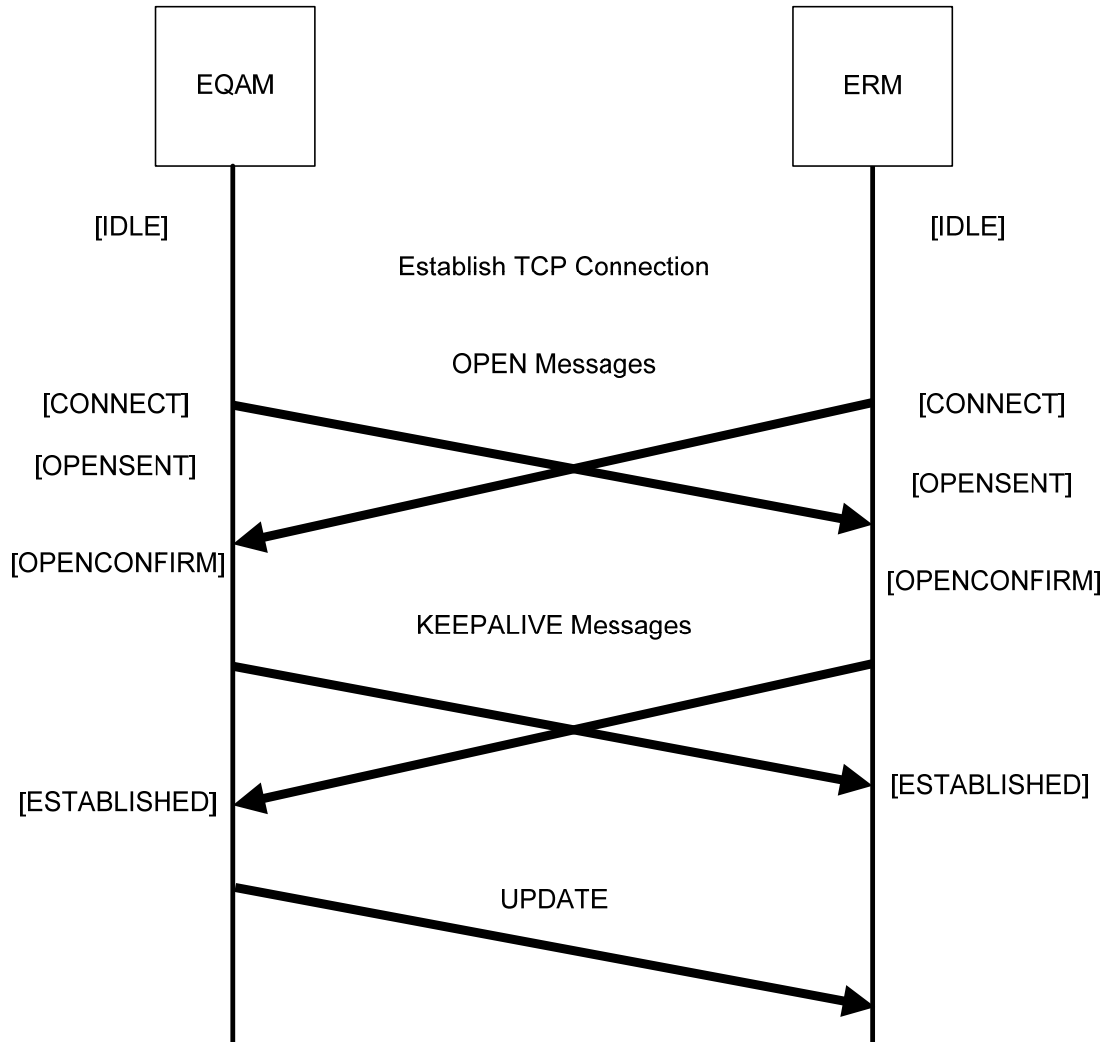 EQAM
ERM
[IDLE]
[IDLE]
Establish TCP Connection
OPEN Messages
[CONNECT]
[CONNECT]
[OPENSENT]
[OPENSENT]
[OPENCONFIRM]
[OPENCONFIRM]
KEEPALIVE Messages
[ESTABLISHED]
[ESTABLISHED]
UPDATE